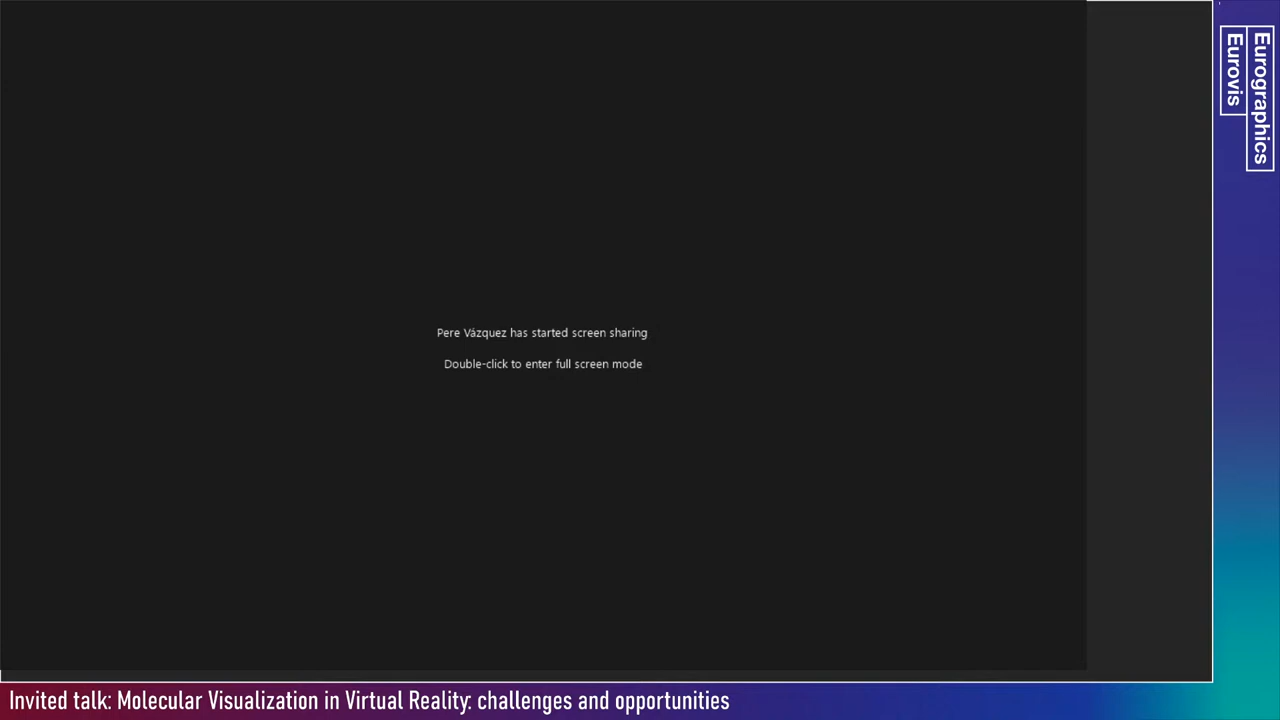 Pere Vázquez has started screen sharing
Double-click to enter full screen mode
Eurographics
Eurovis
Invited talk: Molecular Visualization in Virtual Reality: challenges and opportunities